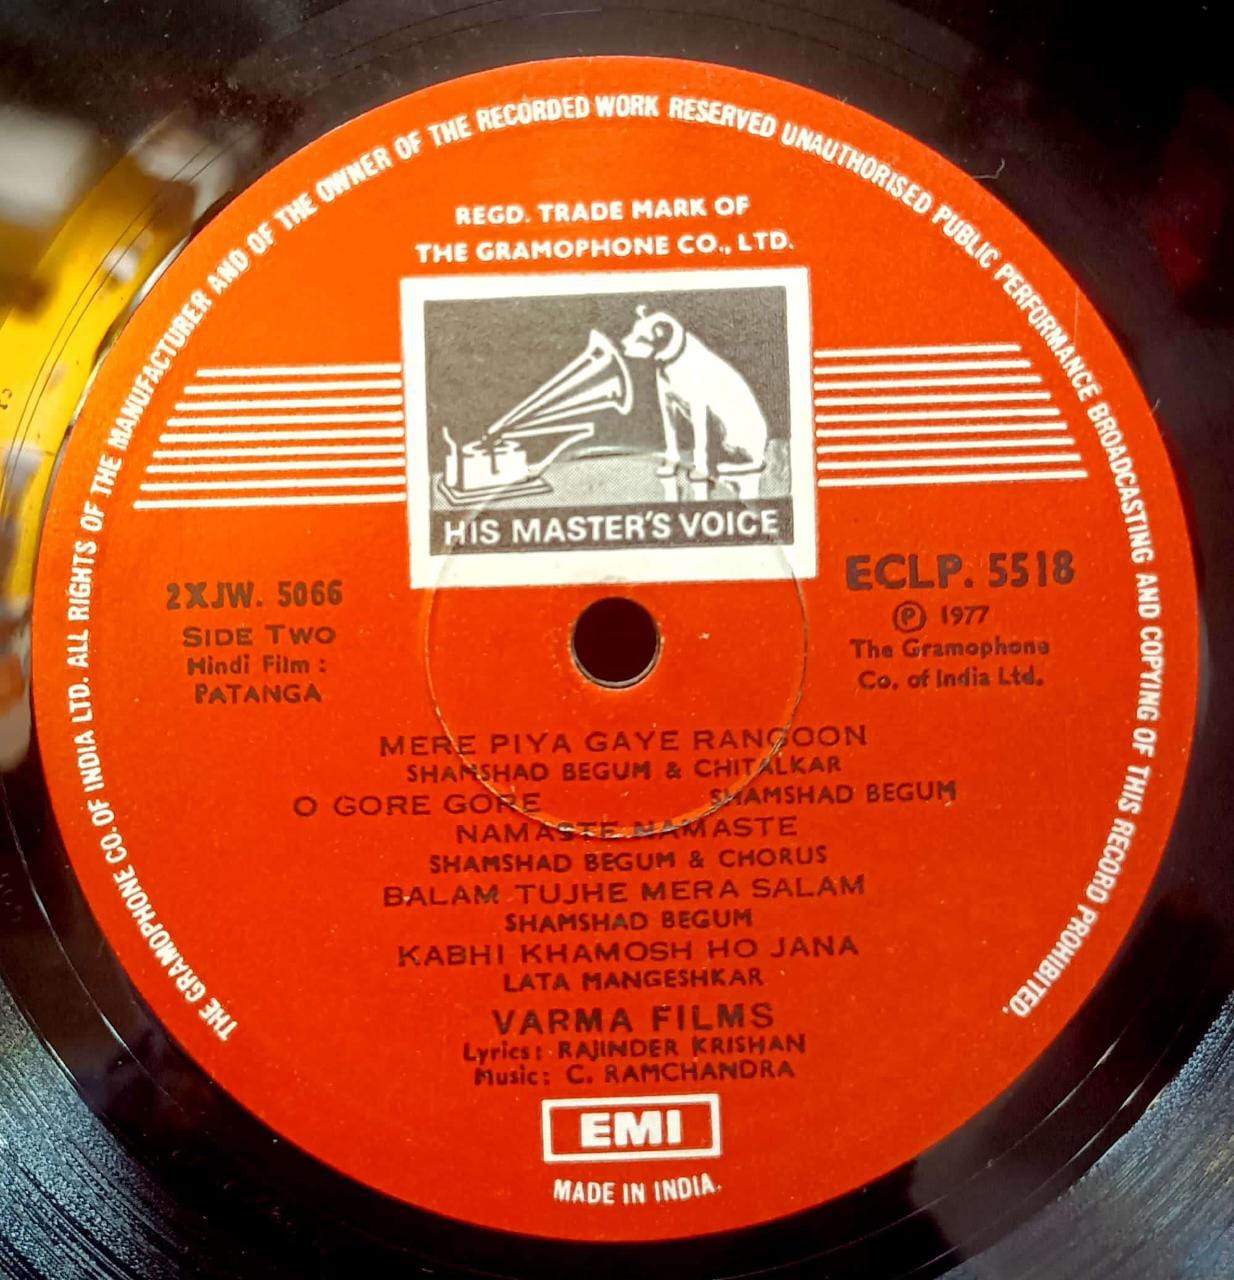 THE GRAMOPHONE CO. OF INDIA LTD. ALL RIGHTS OF THE MANUFACTURER AND OF THE OWNER OF THE RECORDED WORK RESERVED UNAUTHORISED PUBLIC PERFORMANCE BROADCASTING AND COPYING OF THIS RECORD PROHIBITED.
REGD. TRADE MARK OF
THE GRAMOPHONE CO., LTD.
HIS MASTER'S VOICE
2XJW. 5066
SIDE TWO
Hindi Film :
PATANGA
ECLP. 5518
Ⓟ 1977
The Gramophone
Co. of India Ltd.
MERE PIYA GAYE RANGOON
SHAMSHAD BEGUM & CHITALKAR
O GORE GORE SHAMSHAD BEGUM
NAMASTE NAMASTE
SHAMSHAD BEGUM & CHORUS
BALAM TUJHE MERA SALAM
SHAMSHAD BEGUM
KABHI KHAMOSH HO JANA
LATA MANGESHKAR
VARMA FILMS
Lyrics: RAJINDER KRISHAN
Music: C. RAMCHANDRA
EMI
MADE IN INDIA.